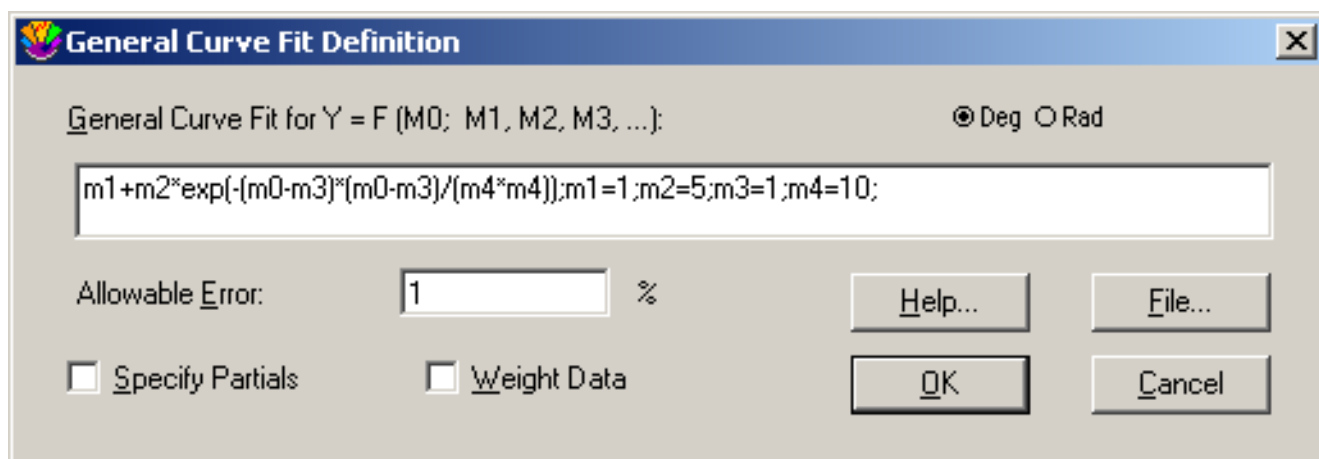 General Curve Fit Definition
General Curve Fit for Y = F (M0;  M1, M2, M3, ...): Deg Rad
m1+m2*exp(-(m0-m3)*(m0-m3)/(m4*m4));m1=1;m2=5;m3=1;m4=10;
Allowable Error: 1 % Help... File...
Specify Partials Weight Data OK Cancel